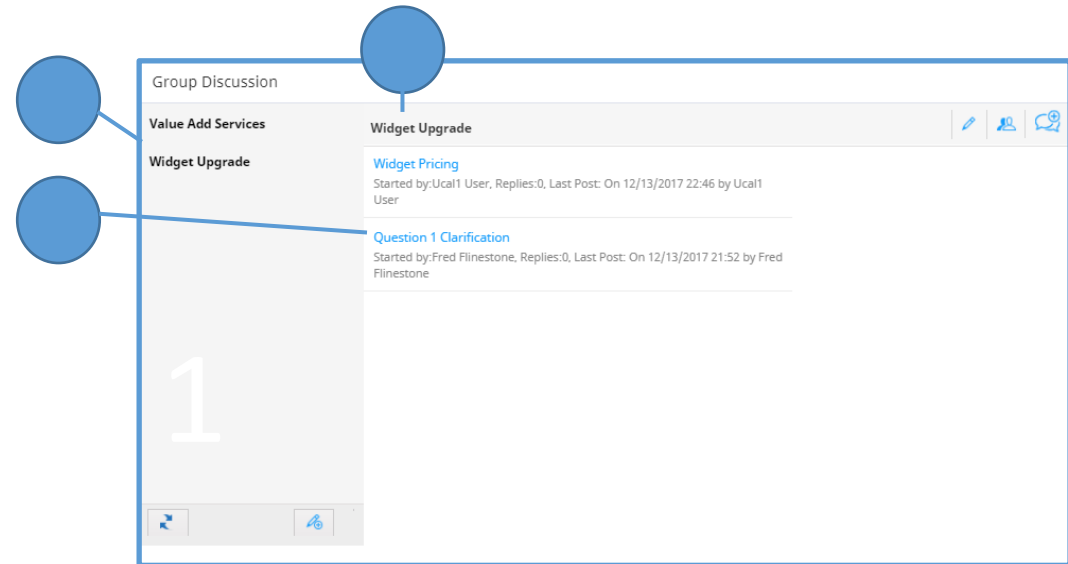 Group Discussion
Value Add Services
Widget Upgrade
Widget Upgrade
Widget Pricing
Started by:Ucal1 User, Replies:0, Last Post: On 12/13/2017 22:46 by Ucal1
User
Question 1 Clarification
Started by:Fred Flinestone, Replies:0, Last Post: On 12/13/2017 21:52 by Fred
Flinestone
1